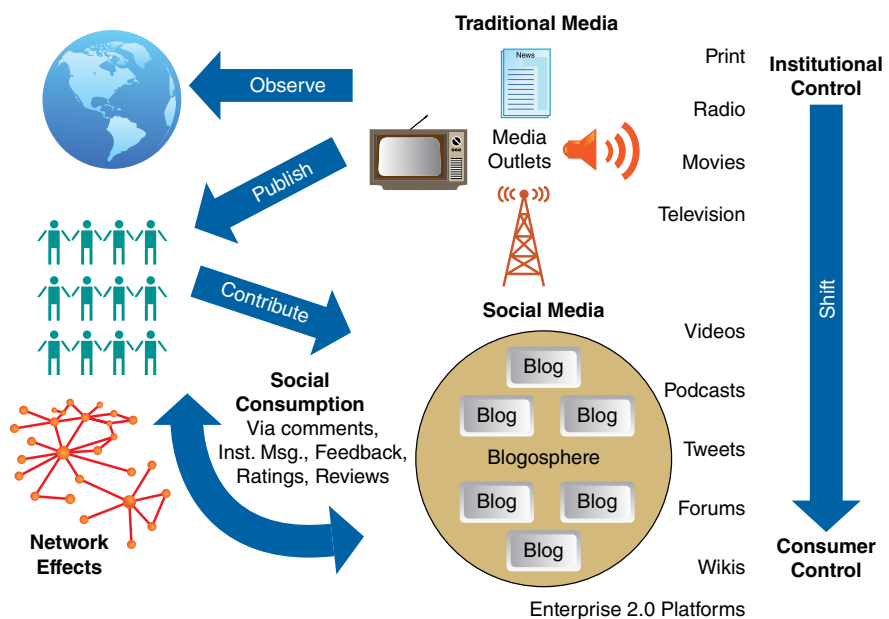 Traditional Media
News
Media
Outlets
Observe
Publish
Contribute
Print
Radio
Movies
Television
Institutional
Control
Shift
Social Media
Blog
Blog
Blog
Blogosphere
Blog
Blog
Blog
Videos
Podcasts
Tweets
Forums
Wikis
Enterprise 2.0 Platforms
Consumer
Control
Social
Consumption
Via comments,
Inst. Msg., Feedback,
Ratings, Reviews
Network
Effects